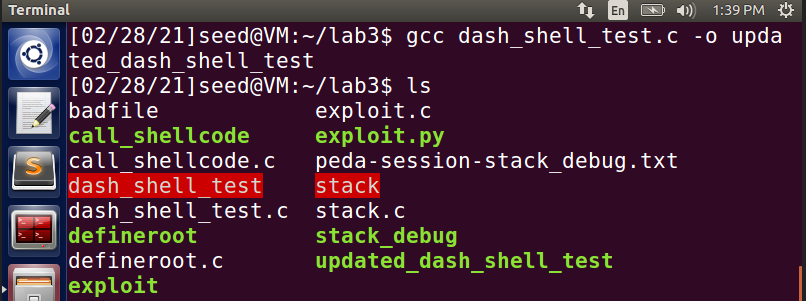 Terminal En 1:39 PM
[02/28/21]seed@VM:~/lab3$ gcc dash_shell_test.c -o upda
ted_dash_shell_test
[02/28/21]seed@VM:~/lab3$ ls
badfile exploit.c
call_shellcode exploit.py
call_shellcode.c peda-session-stack_debug.txt
dash_shell_test stack
dash_shell_test.c stack.c
defineroot stack_debug
defineroot.c updated_dash_shell_test
exploit